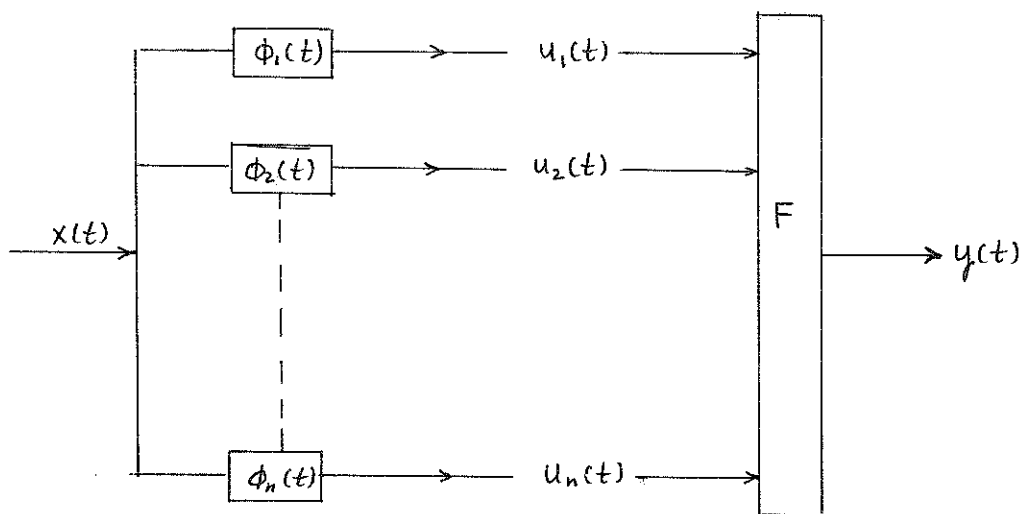 ϕ₁(t) u₁(t)
ϕ₂(t) u₂(t)
F
x(t)
y(t)
ϕₙ(t) uₙ(t)